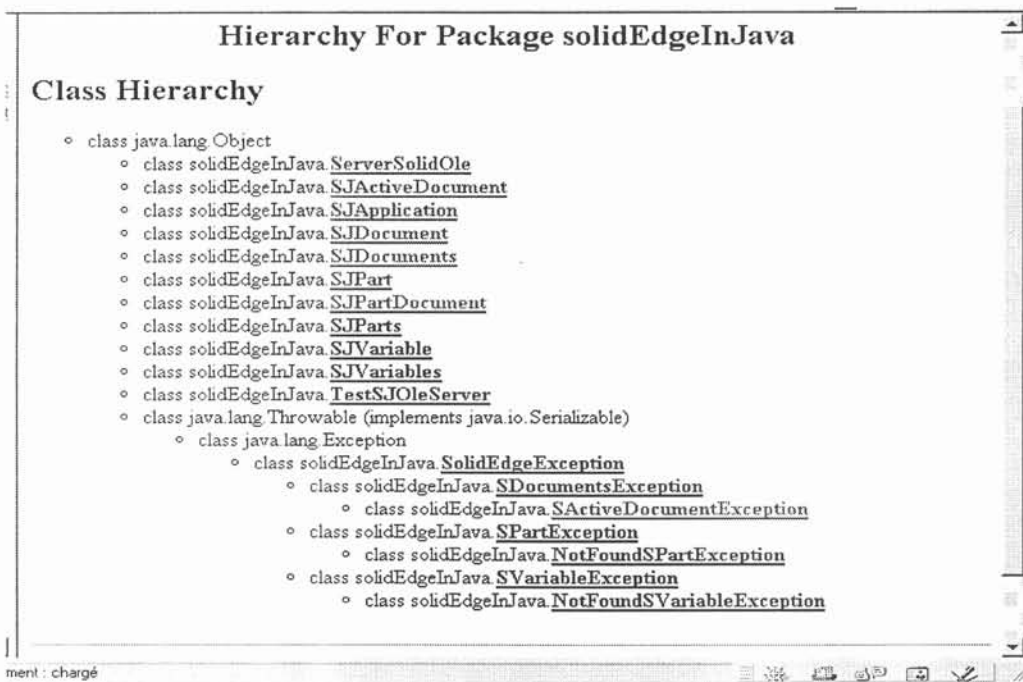 Hierarchy For Package solidEdgeInJava
Class Hierarchy
class java.lang.Object
class solidEdgeInJava.ServerSolidOle
class solidEdgeInJava.SJActiveDocument
class solidEdgeInJava.SJApplication
class solidEdgeInJava.SJDocument
class solidEdgeInJava.SJDocuments
class solidEdgeInJava.SJPart
class solidEdgeInJava.SJPartDocument
class solidEdgeInJava.SJParts
class solidEdgeInJava.SJVariable
class solidEdgeInJava.SJVariables
class solidEdgeInJava.TestSJOleServer
class java.lang.Throwable (implements java.io.Serializable)
class java.lang.Exception
class solidEdgeInJava.SolidEdgeException
class solidEdgeInJava.SDocumentsException
class solidEdgeInJava.SActiveDocumentException
class solidEdgeInJava.SPartException
class solidEdgeInJava.NotFoundSPartException
class solidEdgeInJava.SVariableException
class solidEdgeInJava.NotFoundSVariableException
ment : chargé